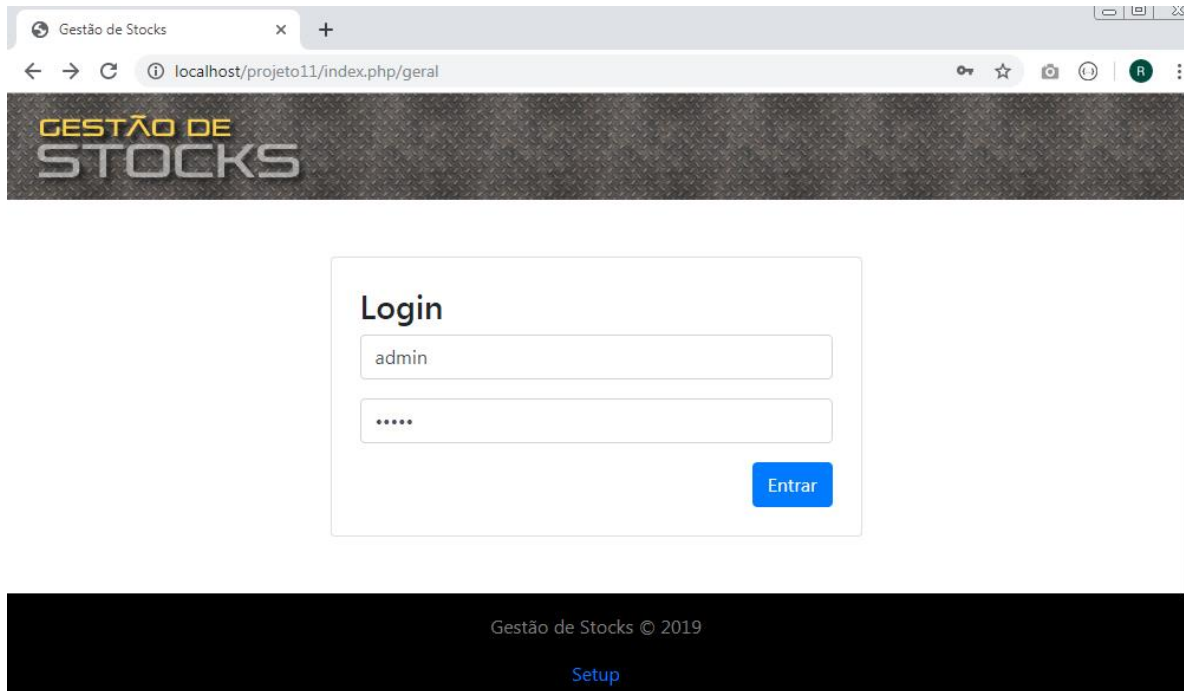 Gestão de Stocks
localhost/projeto11/index.php/geral
R
GESTÃO DE
STOCKS
Login
admin
•••••
Entrar
Gestão de Stocks © 2019
Setup